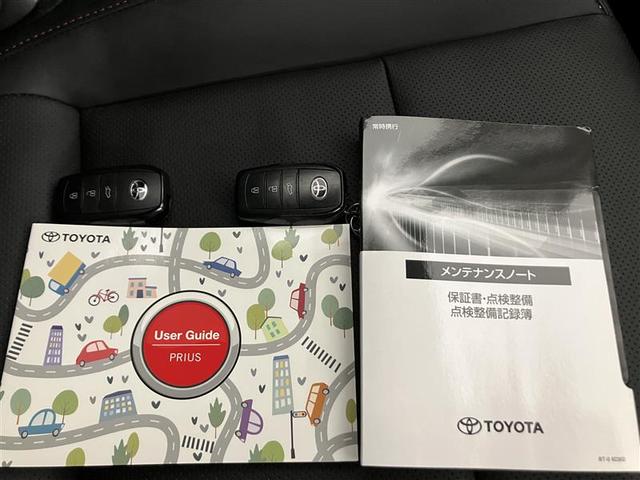 TOYOTA
User Guide
PRIUS
常時携行
メンテナンスノート
保証書・点検整備
点検整備記録簿
TOYOTA